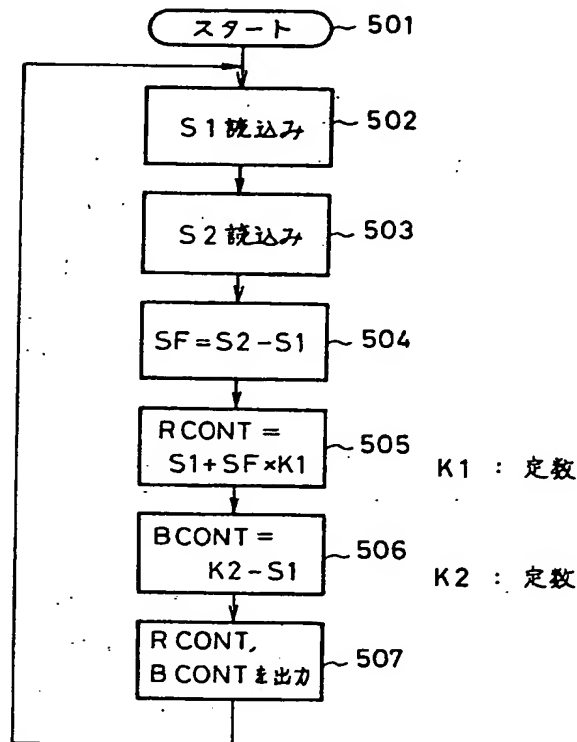 スタート 501
S1読込み 502
S2読込み 503
SF=S2-S1 504
RCONT= 505
S1+SF×K1
K1 : 定数
BCONT= 506
K2-S1
K2 : 定数
RCONT, 507
BCONTを出力